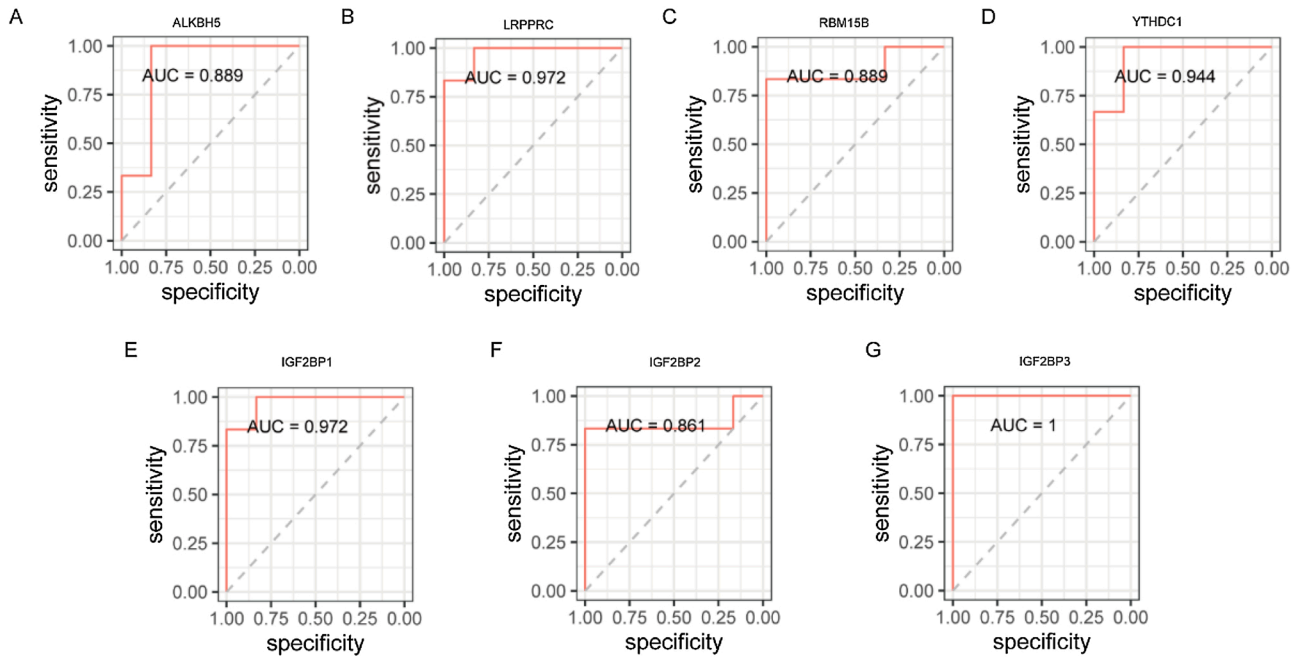 A
ALKBH5
1.00
0.75
0.50
0.25
0.00
sensitivity
AUC = 0.889
1.00 0.75 0.50 0.25 0.00
specificity
B
LRPPRC
1.00
0.75
0.50
0.25
0.00
sensitivity
AUC = 0.972
1.00 0.75 0.50 0.25 0.00
specificity
C
RBM15B
1.00
0.75
0.50
0.25
0.00
sensitivity
AUC = 0.889
1.00 0.75 0.50 0.25 0.00
specificity
D
YTHDC1
1.00
0.75
0.50
0.25
0.00
sensitivity
AUC = 0.944
1.00 0.75 0.50 0.25 0.00
specificity
E
IGF2BP1
1.00
0.75
0.50
0.25
0.00
sensitivity
AUC = 0.972
1.00 0.75 0.50 0.25 0.00
specificity
F
IGF2BP2
1.00
0.75
0.50
0.25
0.00
sensitivity
AUC = 0.861
1.00 0.75 0.50 0.25 0.00
specificity
G
IGF2BP3
1.00
0.75
0.50
0.25
0.00
sensitivity
AUC = 1
1.00 0.75 0.50 0.25 0.00
specificity